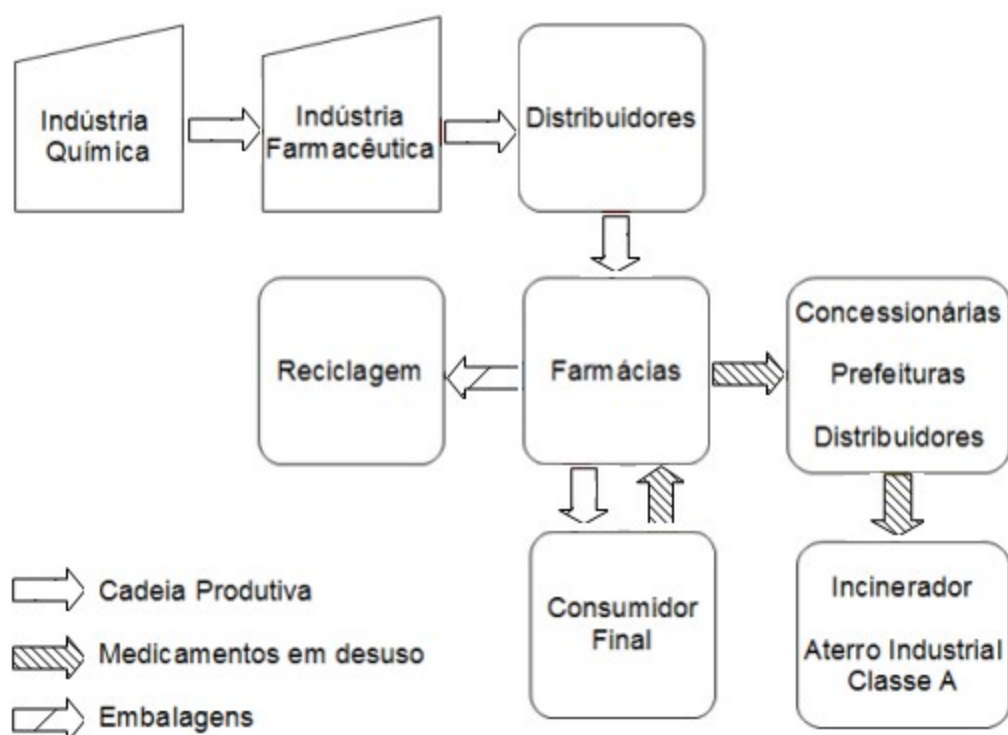 Indústria
Química
Indústria
Farmacêutica
Distribuidores
Reciclagem
Farmácias
Concessionárias
Prefeituras
Distribuidores
Consumidor
Final
Incinerador
Aterro Industrial
Classe A
Cadeia Produtiva
Medicamentos em desuso
Embalagens